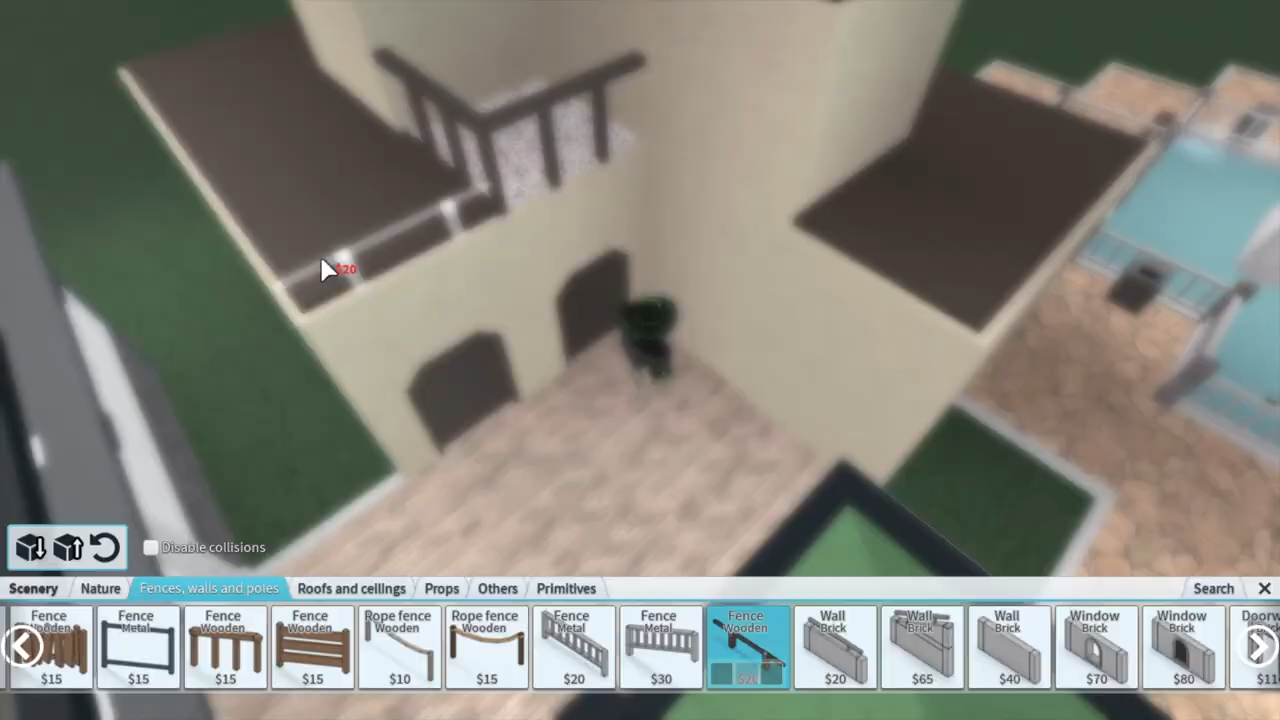 $20
Disable collisions
Scenery Nature Fences, walls and poles Roofs and ceilings Props Others Primitives Search
Fence Wooden $15
Fence Metal $15
Fence Wooden $15
Fence Wooden $15
Rope fence Wooden $10
Rope fence Wooden $15
Fence Metal $20
Fence Metal $30
Fence Wooden $20
Wall Brick $20
Wall Brick $65
Wall Brick $40
Window Brick $70
Window Brick $80
Doorw $11